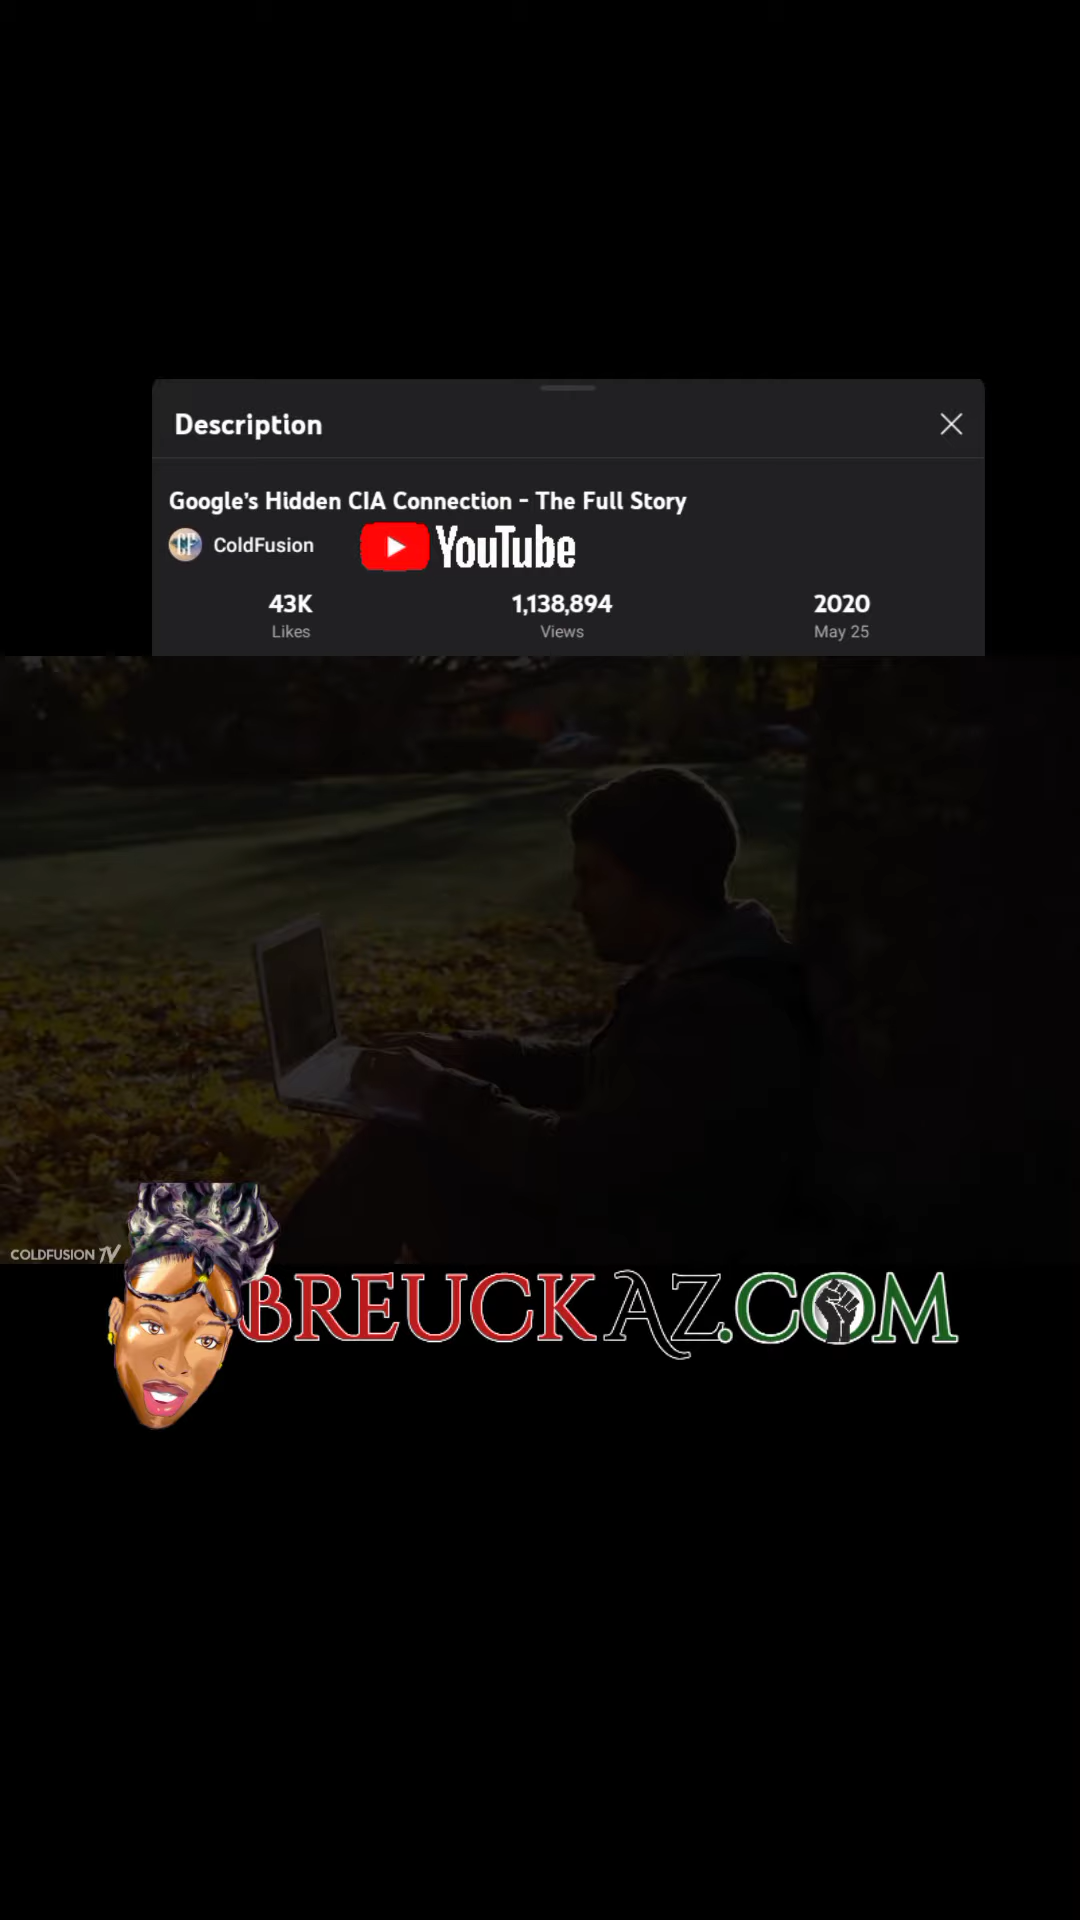 Description
Google's Hidden CIA Connection - The Full Story
ColdFusion
YouTube
43K 1,138,894 2020
Likes Views May 25
COLDFUSION TV
BREUCKAZ.COM